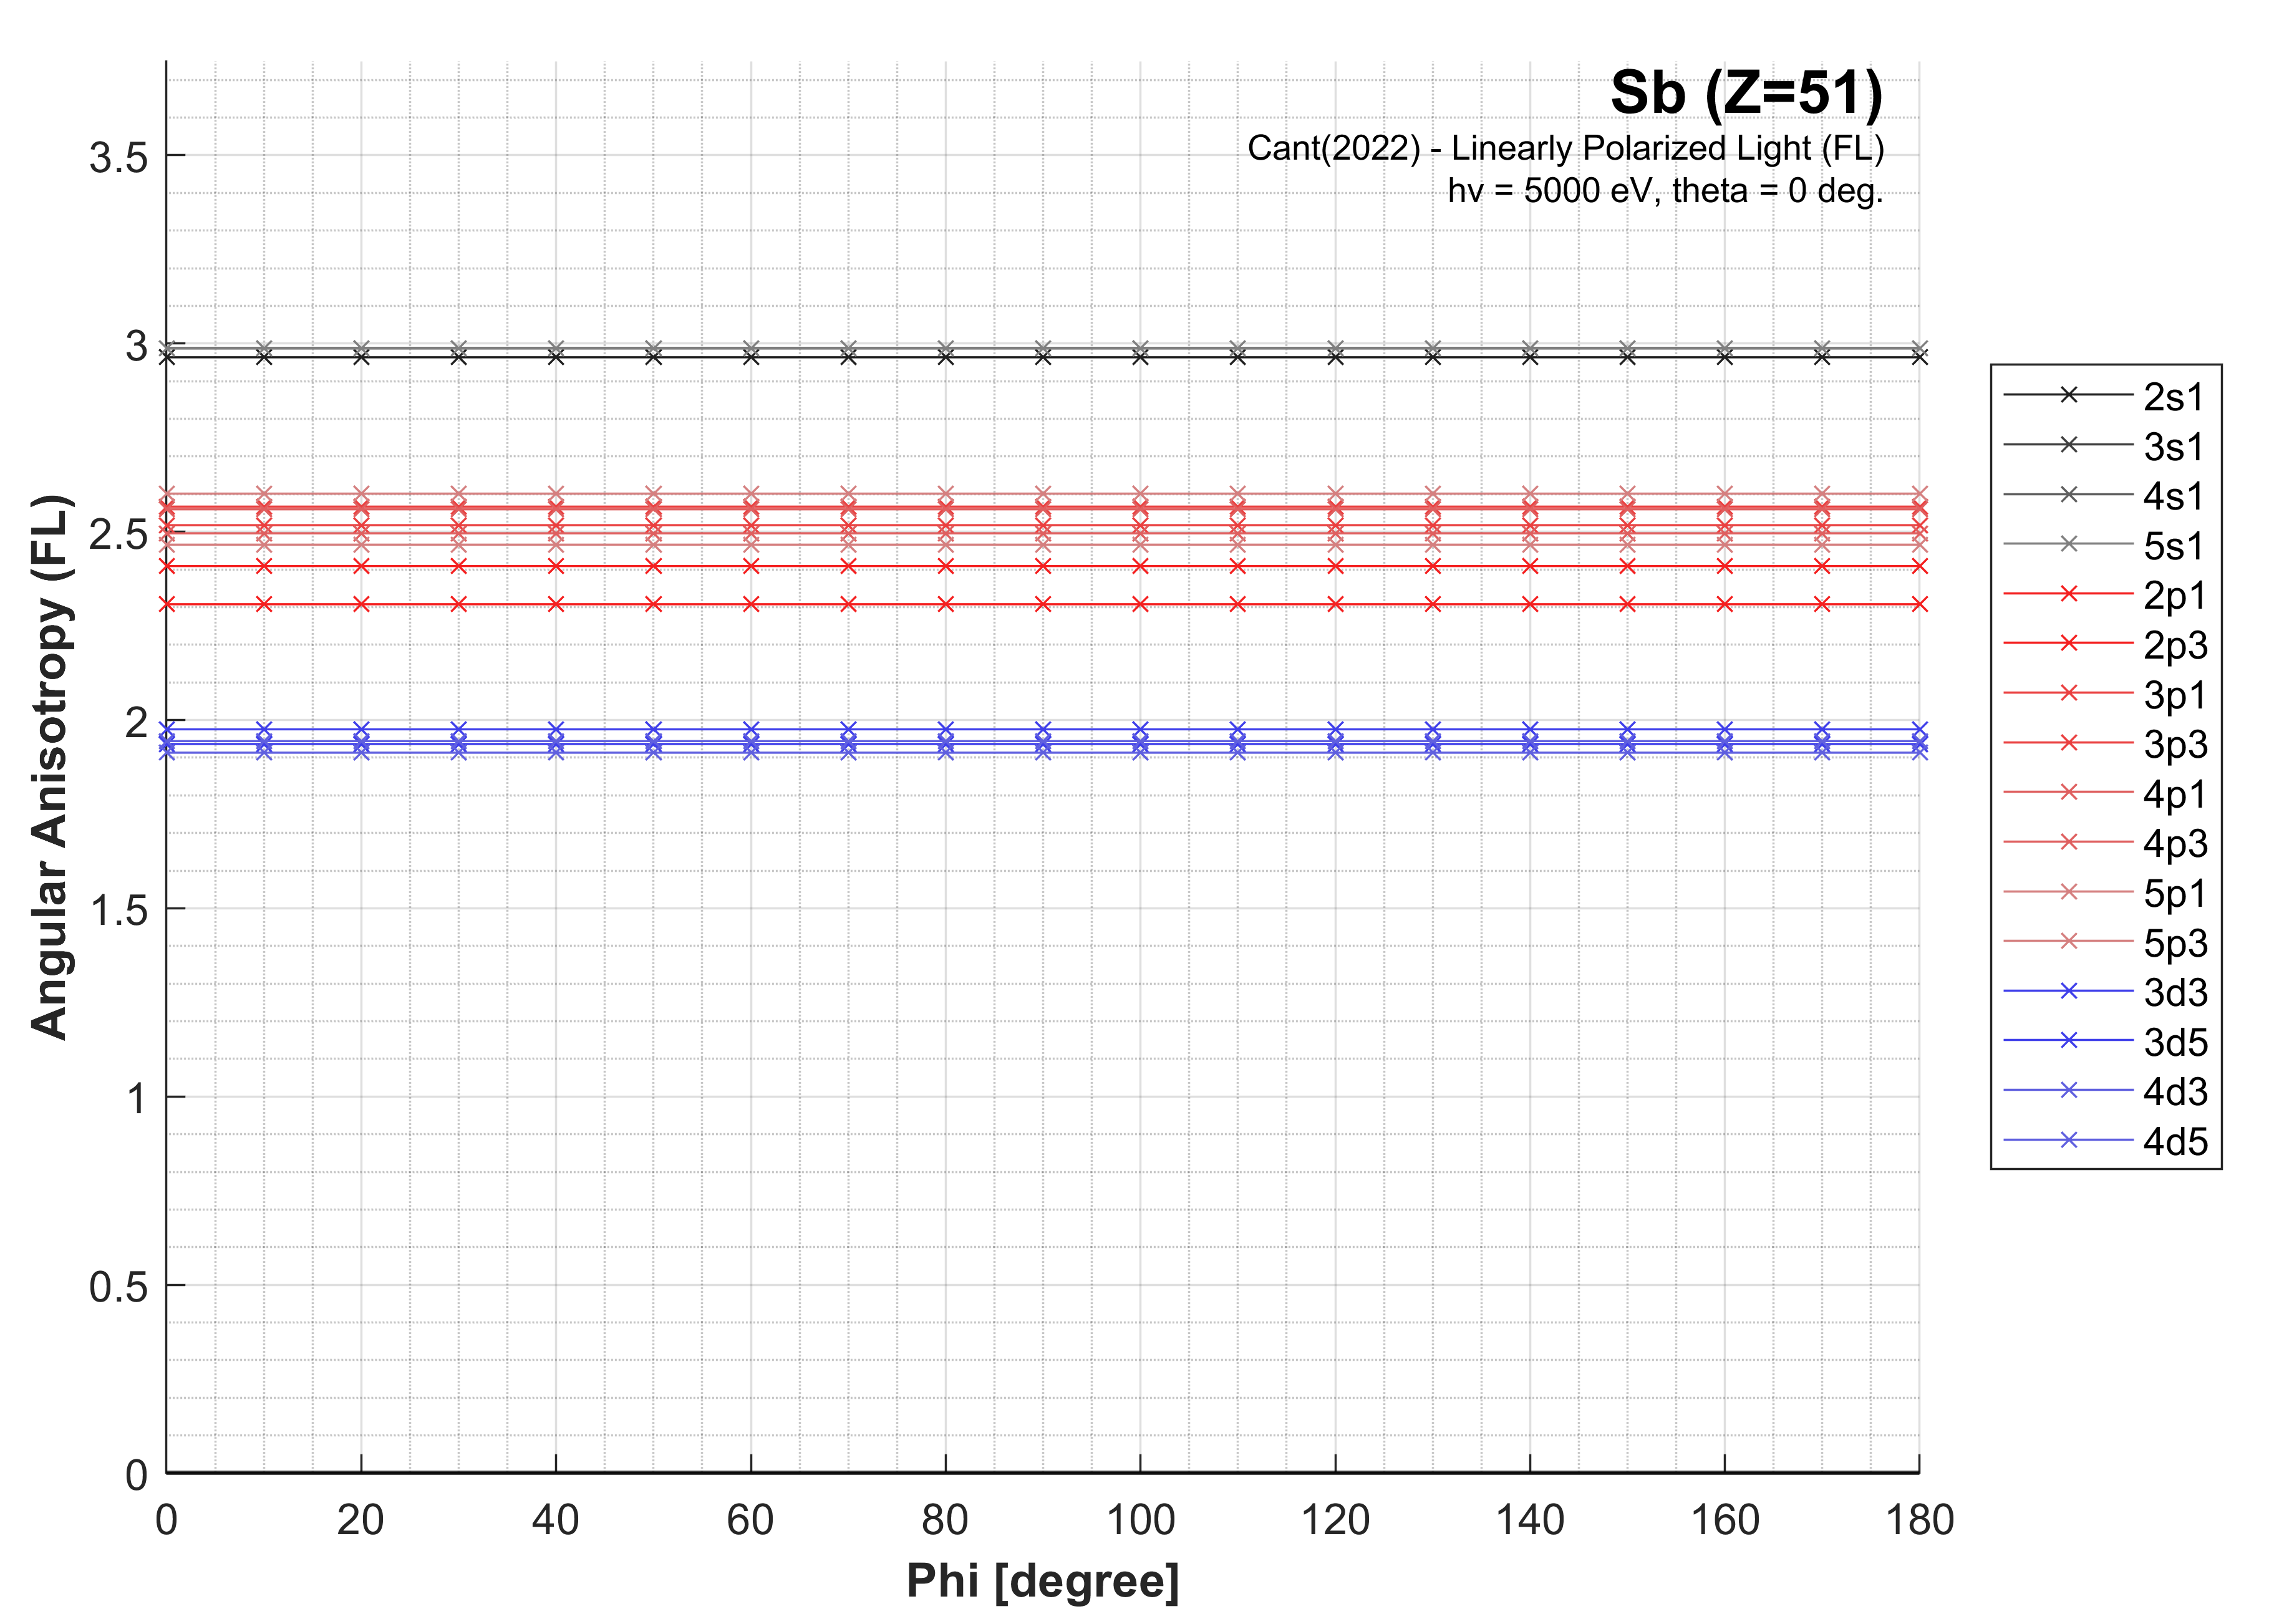 Sb (Z=51)
Cant(2022) - Linearly Polarized Light (FL)
hv = 5000 eV, theta = 0 deg.
Angular Anisotropy (FL)
3.5
3
2.5
2
1.5
1
0.5
0
0 20 40 60 80 100 120 140 160 180
Phi [degree]
2s1
3s1
4s1
5s1
2p1
2p3
3p1
3p3
4p1
4p3
5p1
5p3
3d3
3d5
4d3
4d5